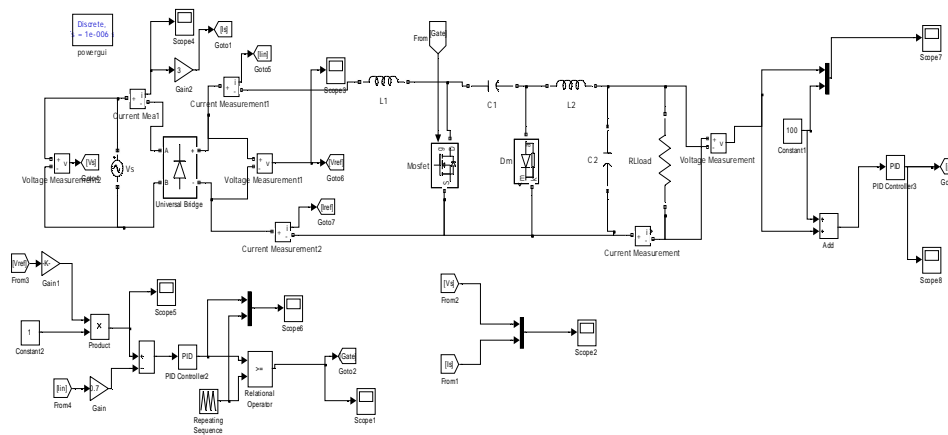 Discrete,
s = 1e-006
powergui
Scope4
[Is]
Goto1
3
Gain2
[Iin]
Goto5
Current Mea1
Current Measurement1
Scope3
L1
From
[Gate]
C1
L2
Scope7
100
Constant1
[Vs]
Voltage Measurement2
Vs
Universal Bridge
Voltage Measurement1
[Vref]
Goto6
Mosfet
Dm
C2
RLload
Voltage Measurement
PID
PID Controller3
Add
[Iref]
Goto7
Current Measurement2
Current Measurement
Scope8
[Vref]
From3
-K-
Gain1
Scope5
1
Constant2
Product
Scope6
PID
PID Controller2
>=
Relational
Operator
[Gate]
Goto2
[Iin]
From4
0.7
Gain
Repeating
Sequence
Scope1
[Vs]
From2
[Is]
From1
Scope2